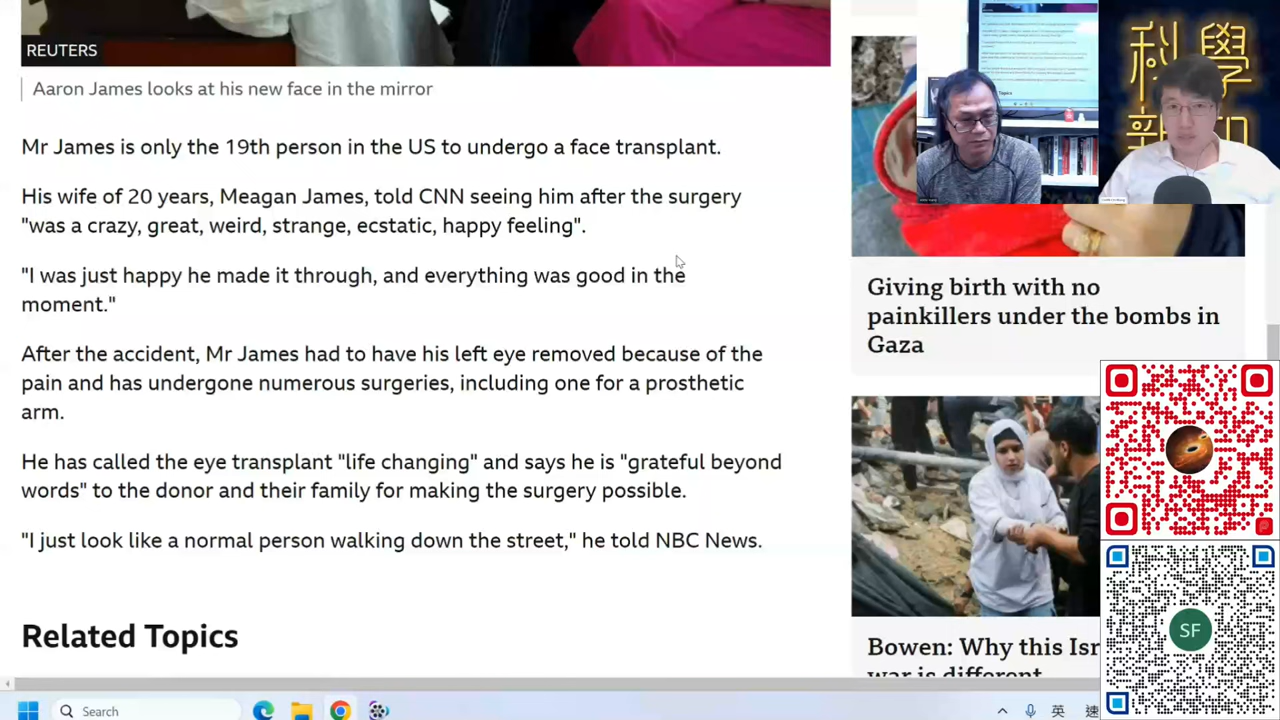 REUTERS
Aaron James looks at his new face in the mirror
Mr James is only the 19th person in the US to undergo a face transplant.
His wife of 20 years, Meagan James, told CNN seeing him after the surgery
"was a crazy, great, weird, strange, ecstatic, happy feeling".
"I was just happy he made it through, and everything was good in the
moment."
After the accident, Mr James had to have his left eye removed because of the
pain and has undergone numerous surgeries, including one for a prosthetic
arm.
He has called the eye transplant "life changing" and says he is "grateful beyond
words" to the donor and their family for making the surgery possible.
"I just look like a normal person walking down the street," he told NBC News.
Related Topics
科學
Giving birth with no
painkillers under the bombs in
Gaza
SF
Bowen: Why this Isr
war is different
Search
英
速